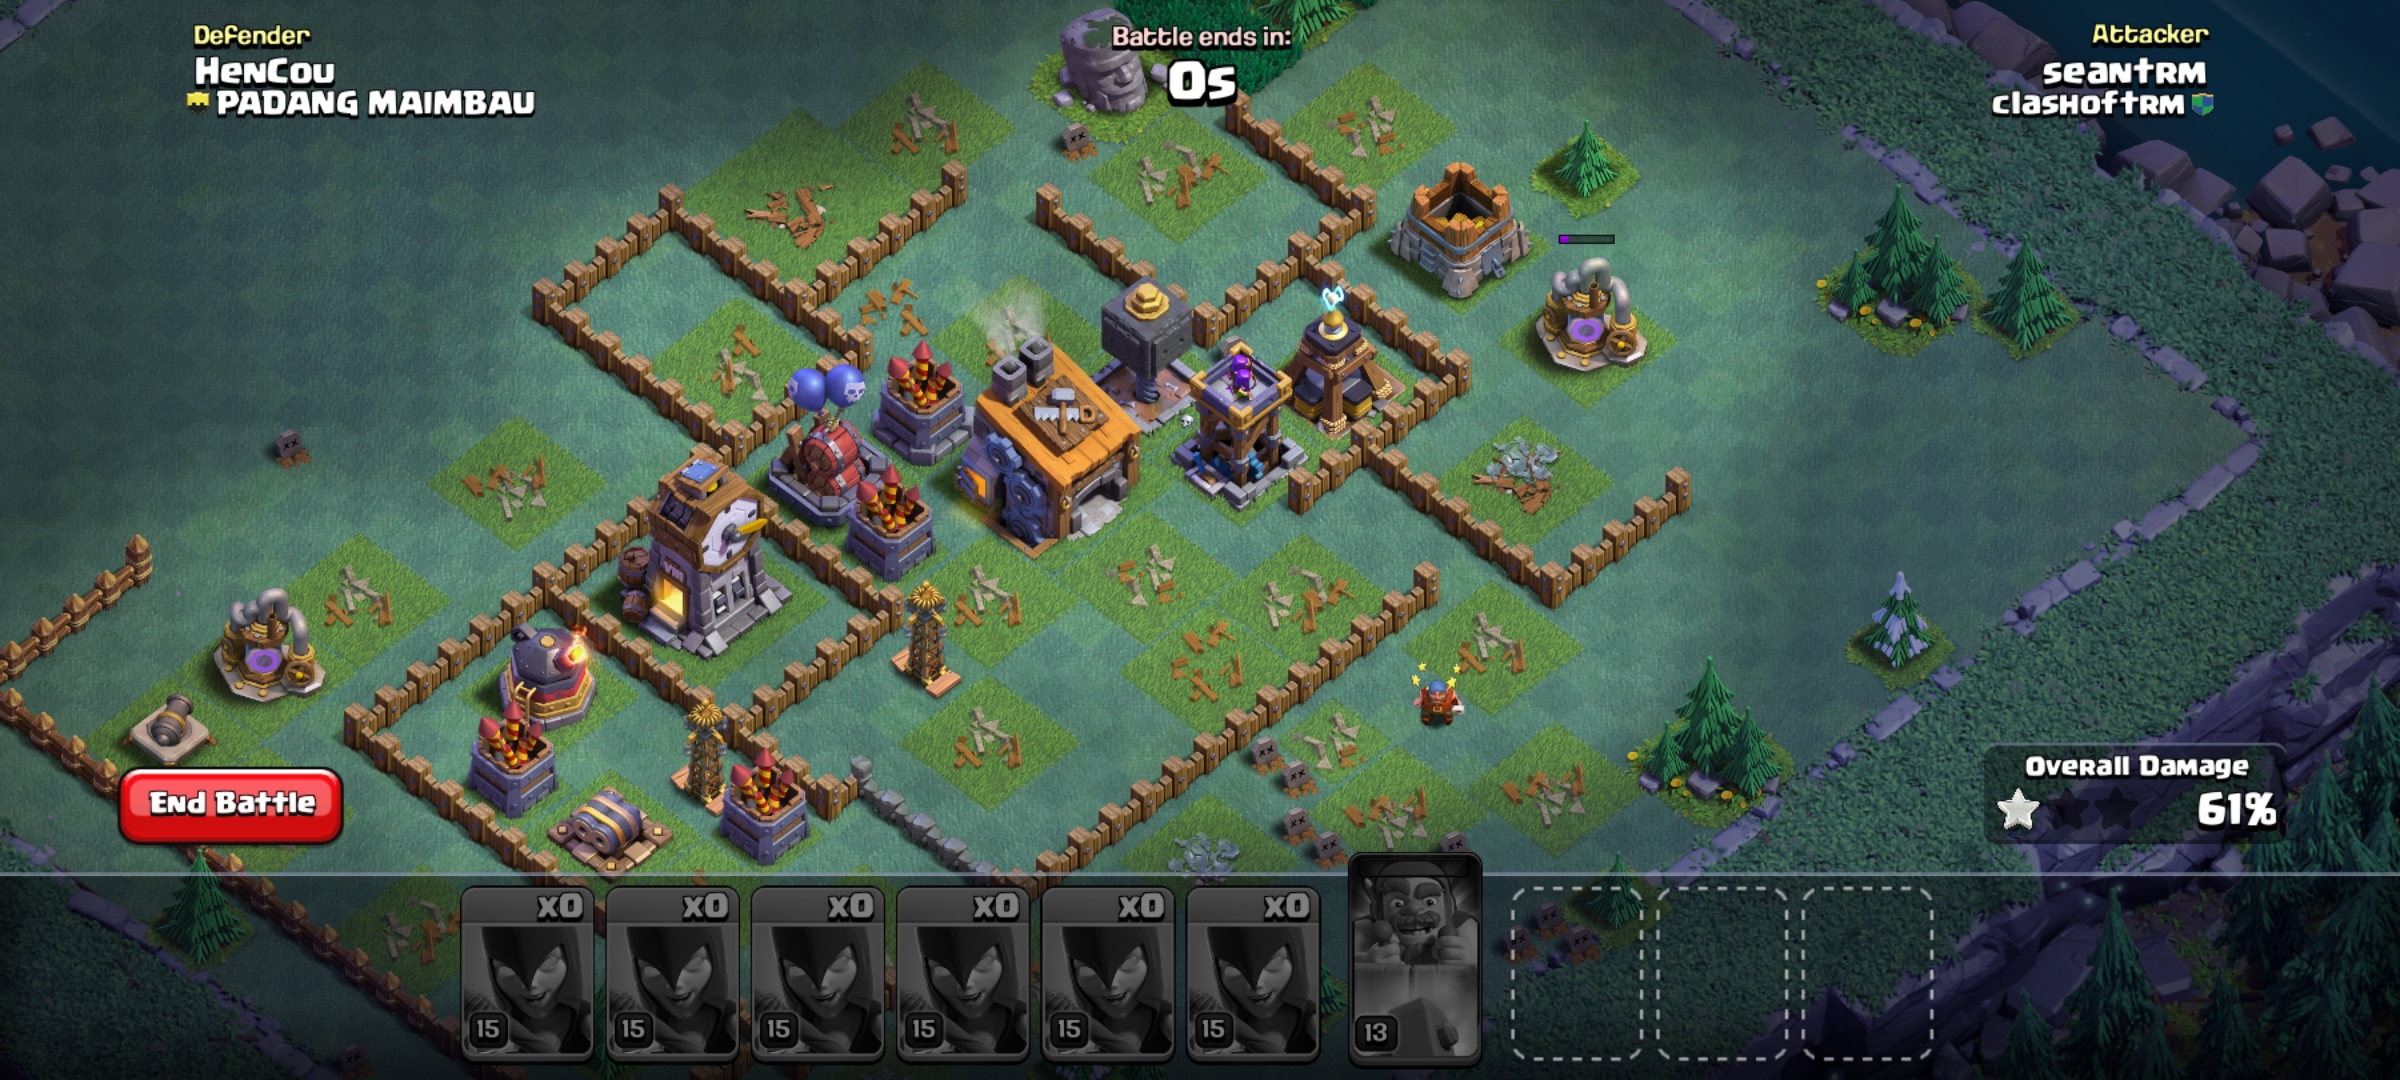 Defender
HENCOU
PADANG MAIMBAU
Battle ends in:
0s
Attacker
seantRM
clashoftRM
VIII
End Battle
Overall Damage
61%
x0 x0 x0 x0 x0 x0
15 15 15 15 15 15 13